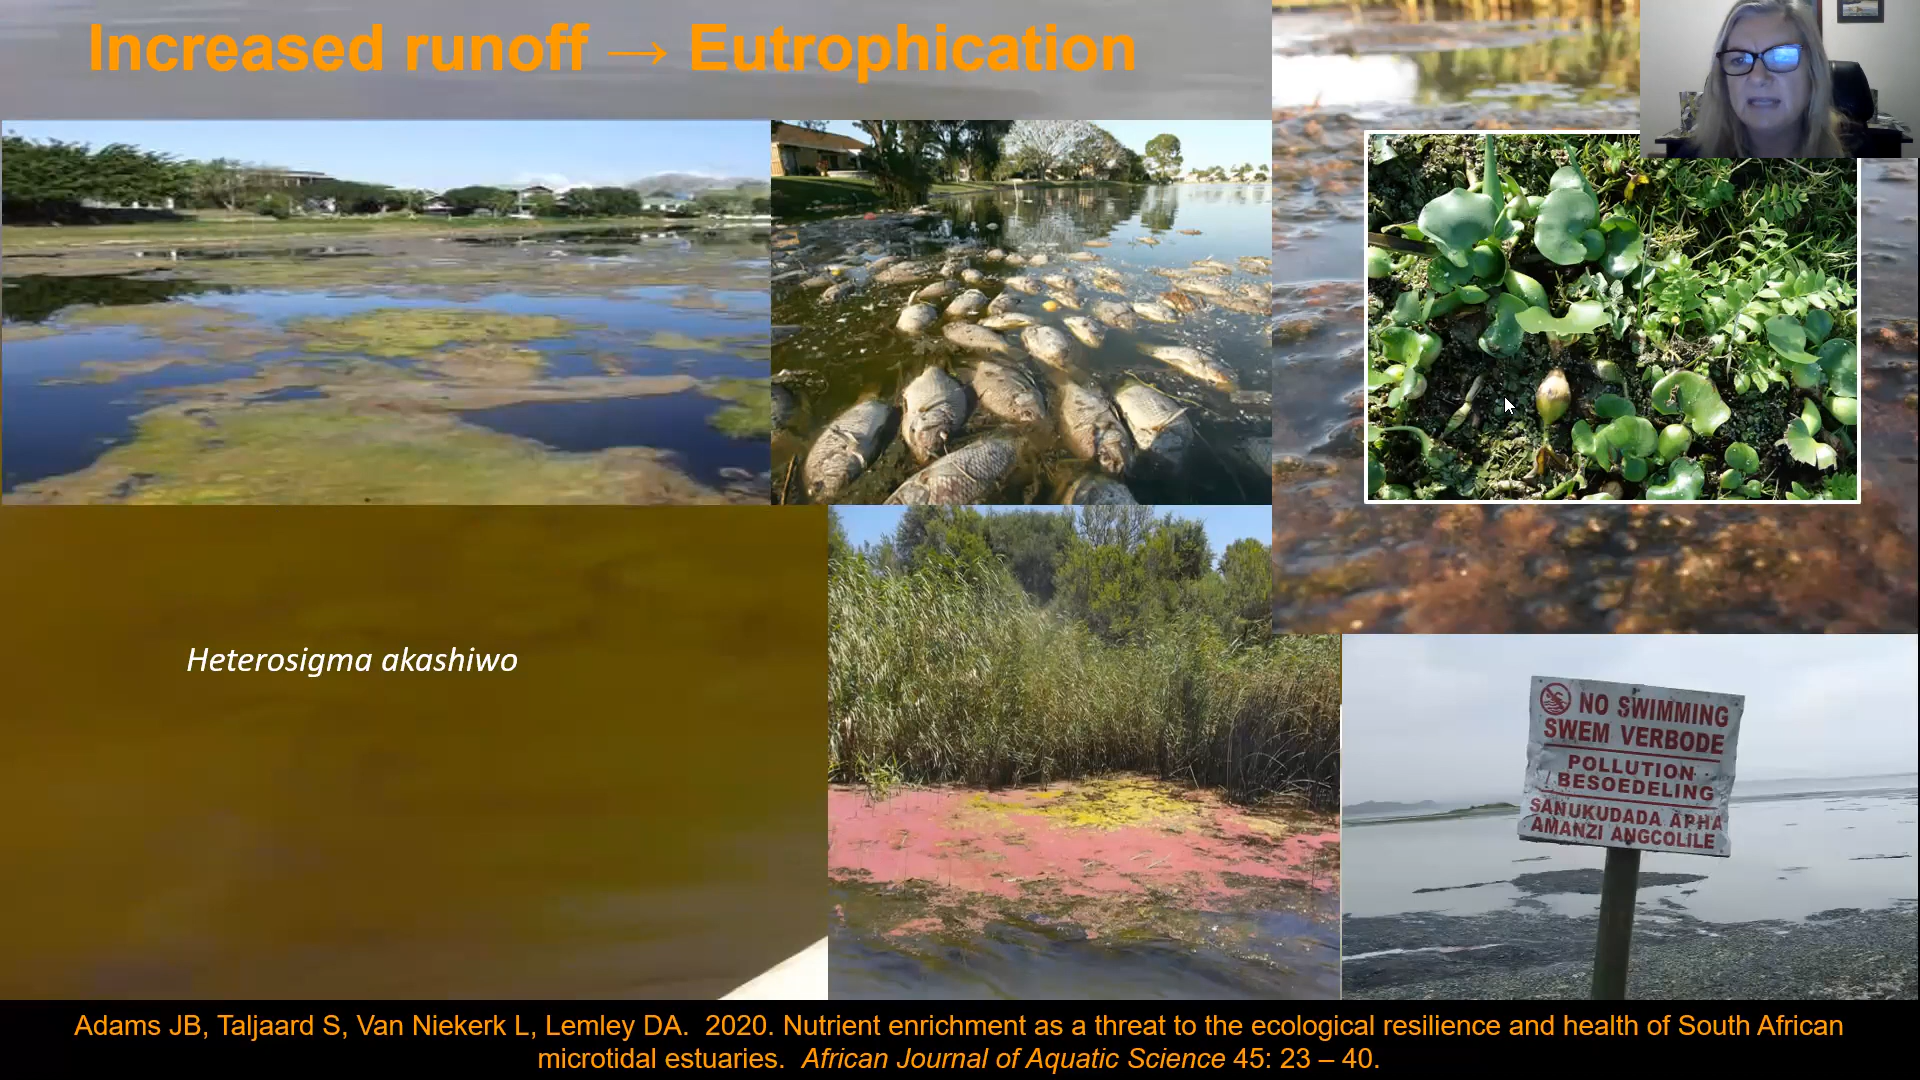 Increased runoff → Eutrophication
Heterosigma akashiwo
NO SWIMMING
SWEM VERBODE
POLLUTION
BESOEDELING
SANUKUDADA APHA
AMANZI ANGCOLILE
Adams JB, Taljaard S, Van Niekerk L, Lemley DA.  2020. Nutrient enrichment as a threat to the ecological resilience and health of South African
microtidal estuaries.  African Journal of Aquatic Science 45: 23 – 40.